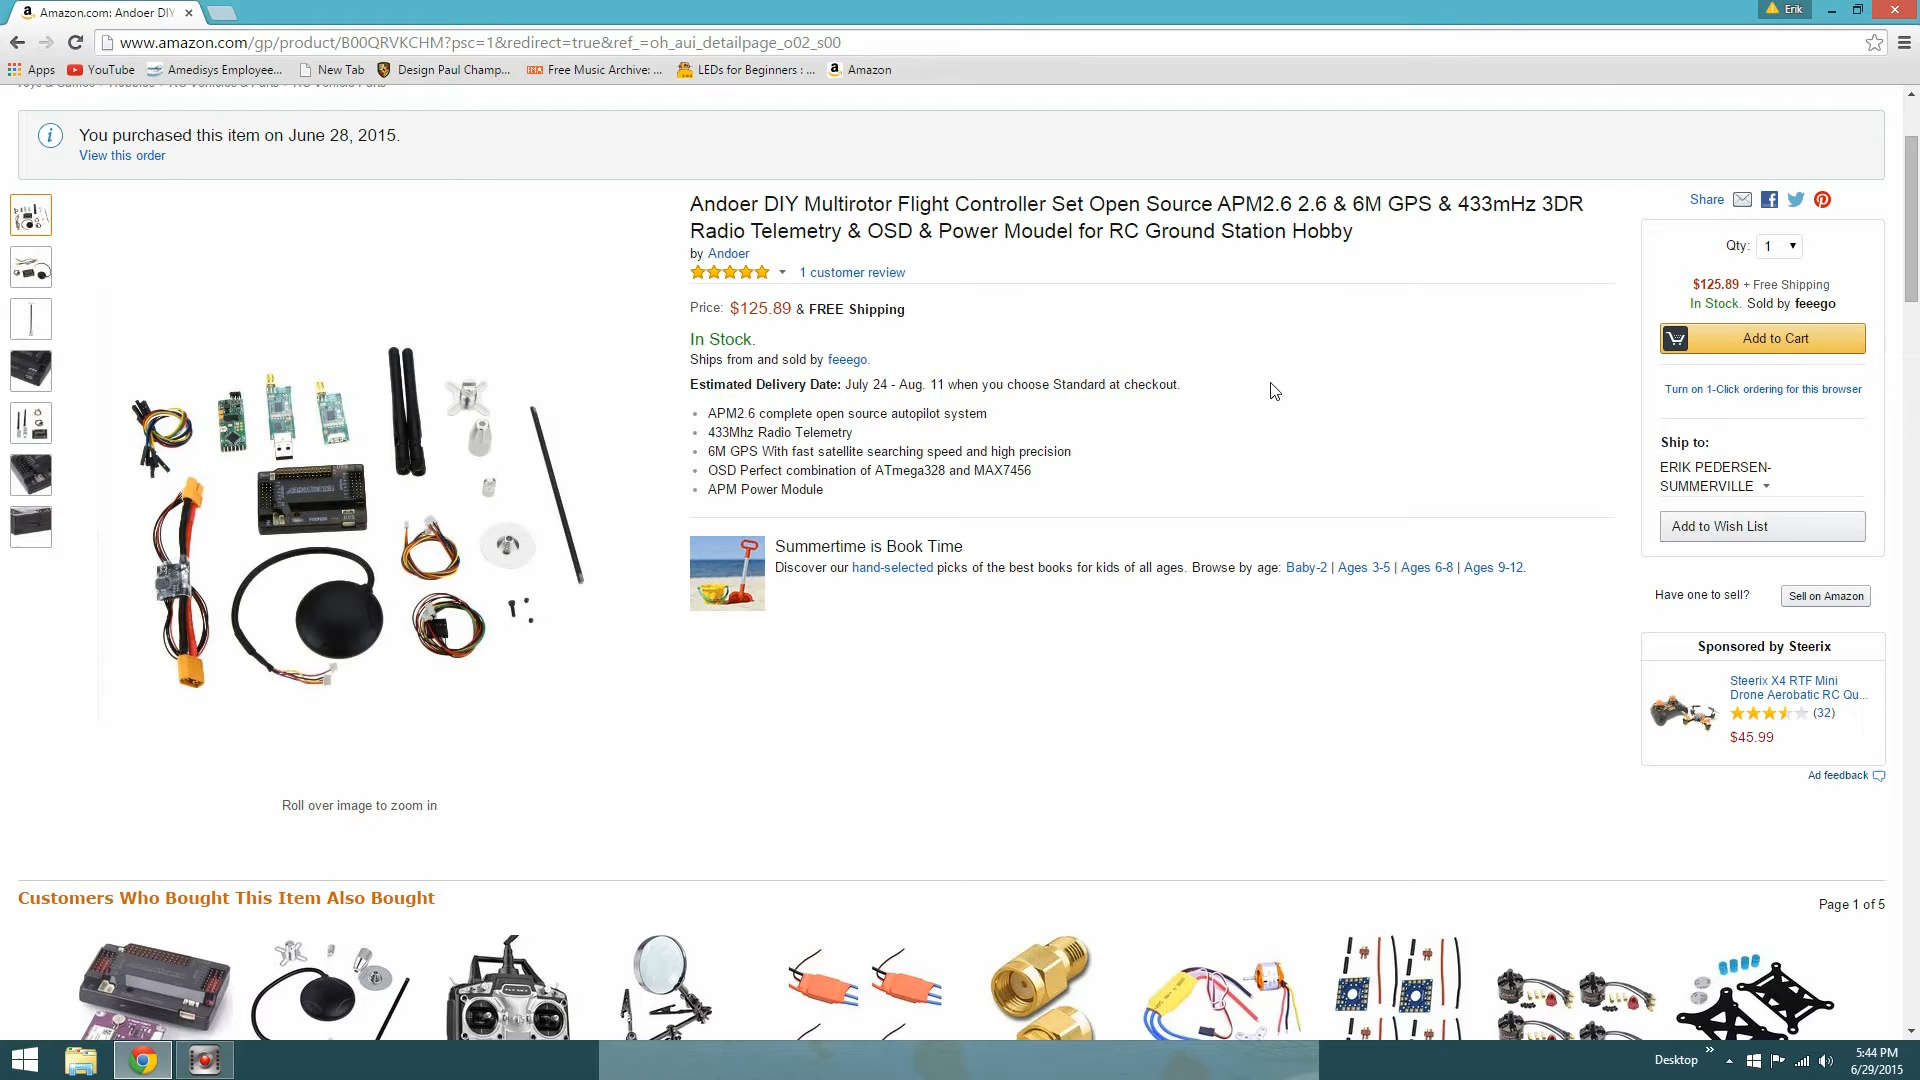 Amazon.com: Andoer DIY
Erik
www.amazon.com/gp/product/B00QRVKCHM?psc=1&redirect=true&ref_=oh_aui_detailpage_o02_s00
Apps
YouTube
Amedisys Employee...
New Tab
Design Paul Champ...
Free Music Archive: ...
LEDs for Beginners : ...
Amazon
You purchased this item on June 28, 2015.
View this order
Andoer DIY Multirotor Flight Controller Set Open Source APM2.6 2.6 & 6M GPS & 433mHz 3DR
Radio Telemetry & OSD & Power Moudel for RC Ground Station Hobby
by Andoer
1 customer review
Price: $125.89 & FREE Shipping
In Stock.
Ships from and sold by feeego.
Estimated Delivery Date: July 24 - Aug. 11 when you choose Standard at checkout.
APM2.6 complete open source autopilot system
433Mhz Radio Telemetry
6M GPS With fast satellite searching speed and high precision
OSD Perfect combination of ATmega328 and MAX7456
APM Power Module
Summertime is Book Time
Discover our hand-selected picks of the best books for kids of all ages. Browse by age: Baby-2 | Ages 3-5 | Ages 6-8 | Ages 9-12.
Roll over image to zoom in
Share
Qty: 1
$125.89 + Free Shipping
In Stock. Sold by feeego
Add to Cart
Turn on 1-Click ordering for this browser
Ship to:
ERIK PEDERSEN-
SUMMERVILLE
Add to Wish List
Have one to sell?
Sell on Amazon
Sponsored by Steerix
Steerix X4 RTF Mini
Drone Aerobatic RC Qu...
(32)
$45.99
Ad feedback
Customers Who Bought This Item Also Bought
Page 1 of 5
Desktop
5:44 PM
6/29/2015